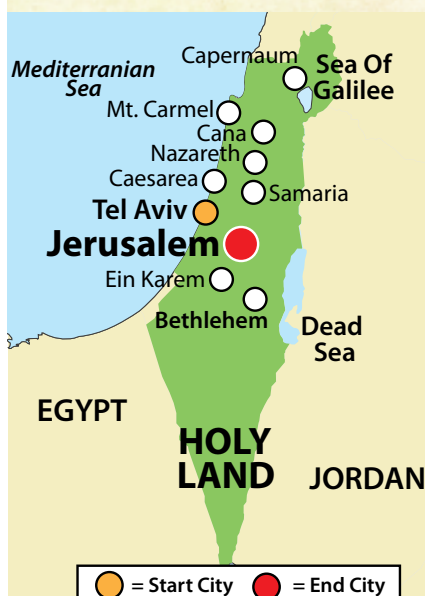 Capernaum
Mediterranian
Sea
Sea Of
Galilee
Mt. Carmel
Cana
Nazareth
Caesarea
Samaria
Tel Aviv
Jerusalem
Ein Karem
Bethlehem
Dead
Sea
EGYPT
HOLY
LAND
JORDAN
= Start City = End City